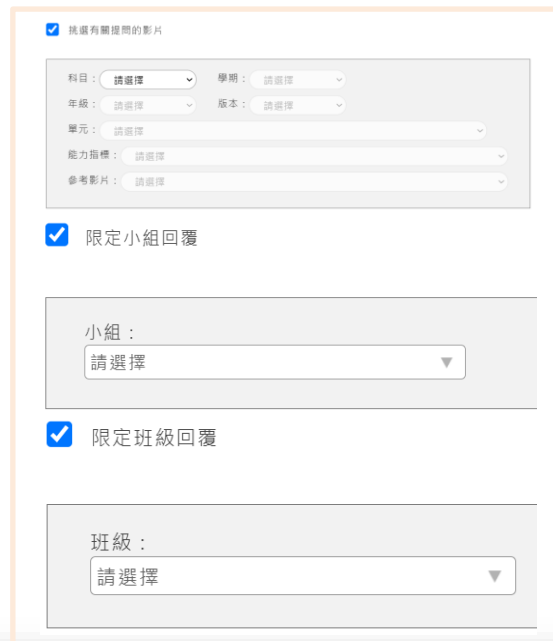 挑選有關提問的影片
科目： 請選擇 學期： 請選擇
年級： 請選擇 版本： 請選擇
單元： 請選擇
能力指標： 請選擇
參考影片： 請選擇
限定小組回覆
小組：
請選擇
限定班級回覆
班級：
請選擇